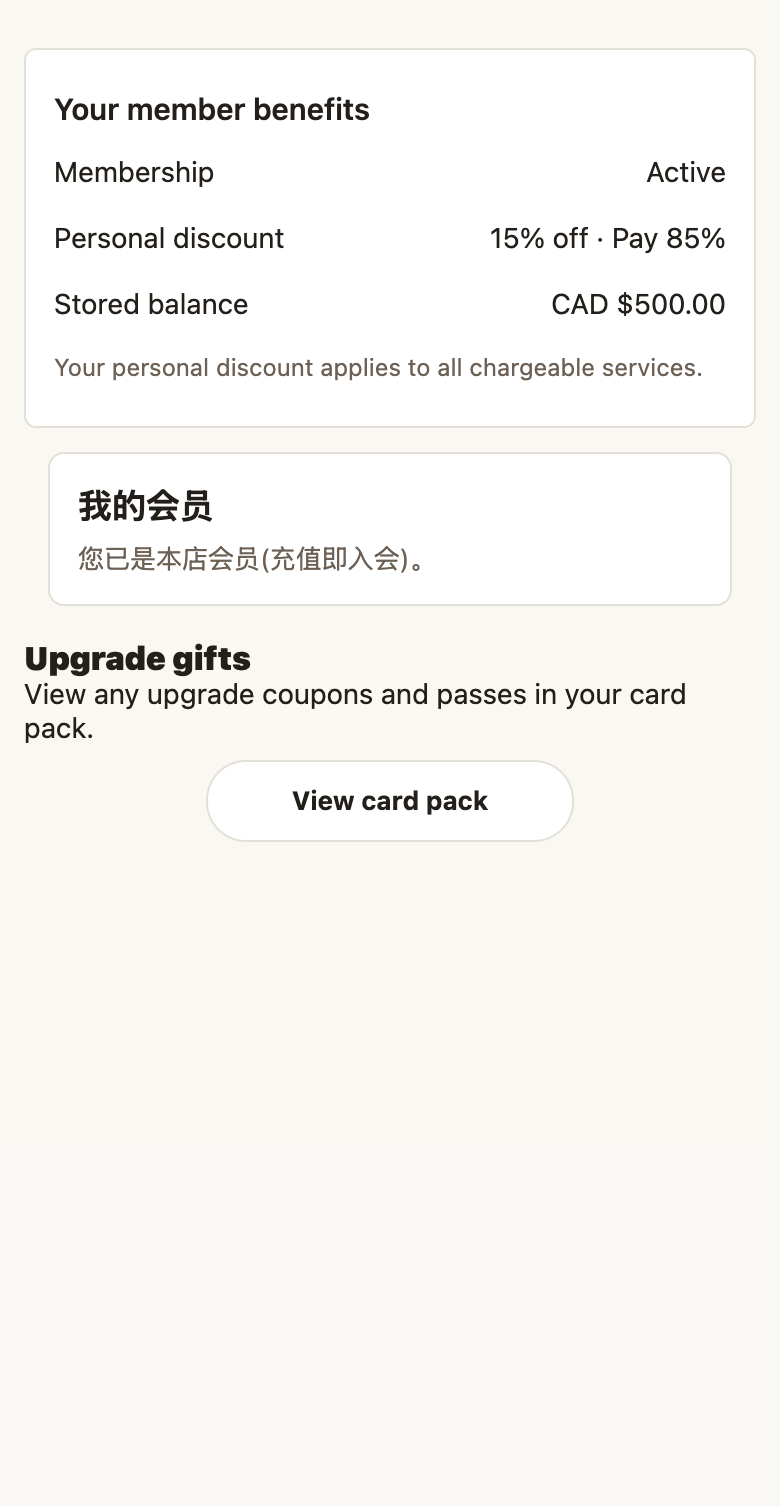 Your member benefits
Membership Active
Personal discount 15% off · Pay 85%
Stored balance CAD $500.00
Your personal discount applies to all chargeable services.
我的会员
您已是本店会员(充值即入会)。
Upgrade gifts
View any upgrade coupons and passes in your card
pack.
View card pack